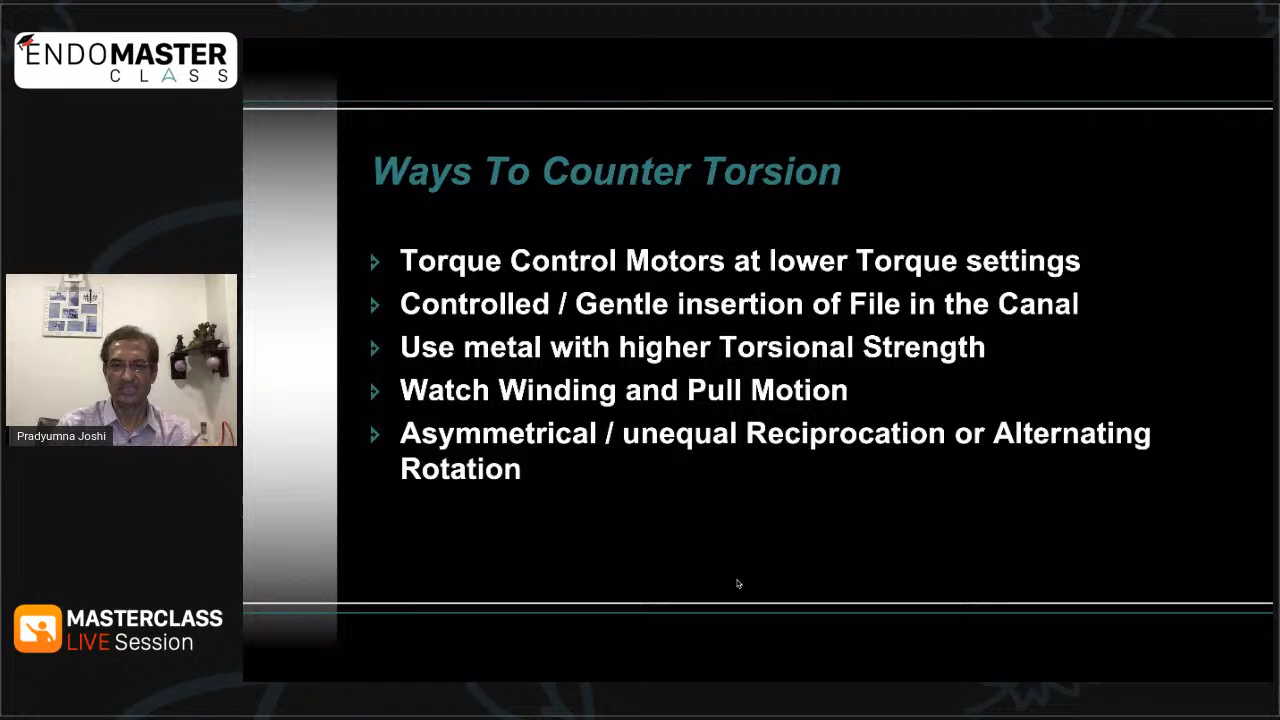 ENDOMASTER
CLASS
Ways To Counter Torsion
Torque Control Motors at lower Torque settings
Controlled / Gentle insertion of File in the Canal
Use metal with higher Torsional Strength
Watch Winding and Pull Motion
Asymmetrical / unequal Reciprocation or Alternating
Rotation
Pradyumna Joshi
MASTERCLASS
LIVE Session